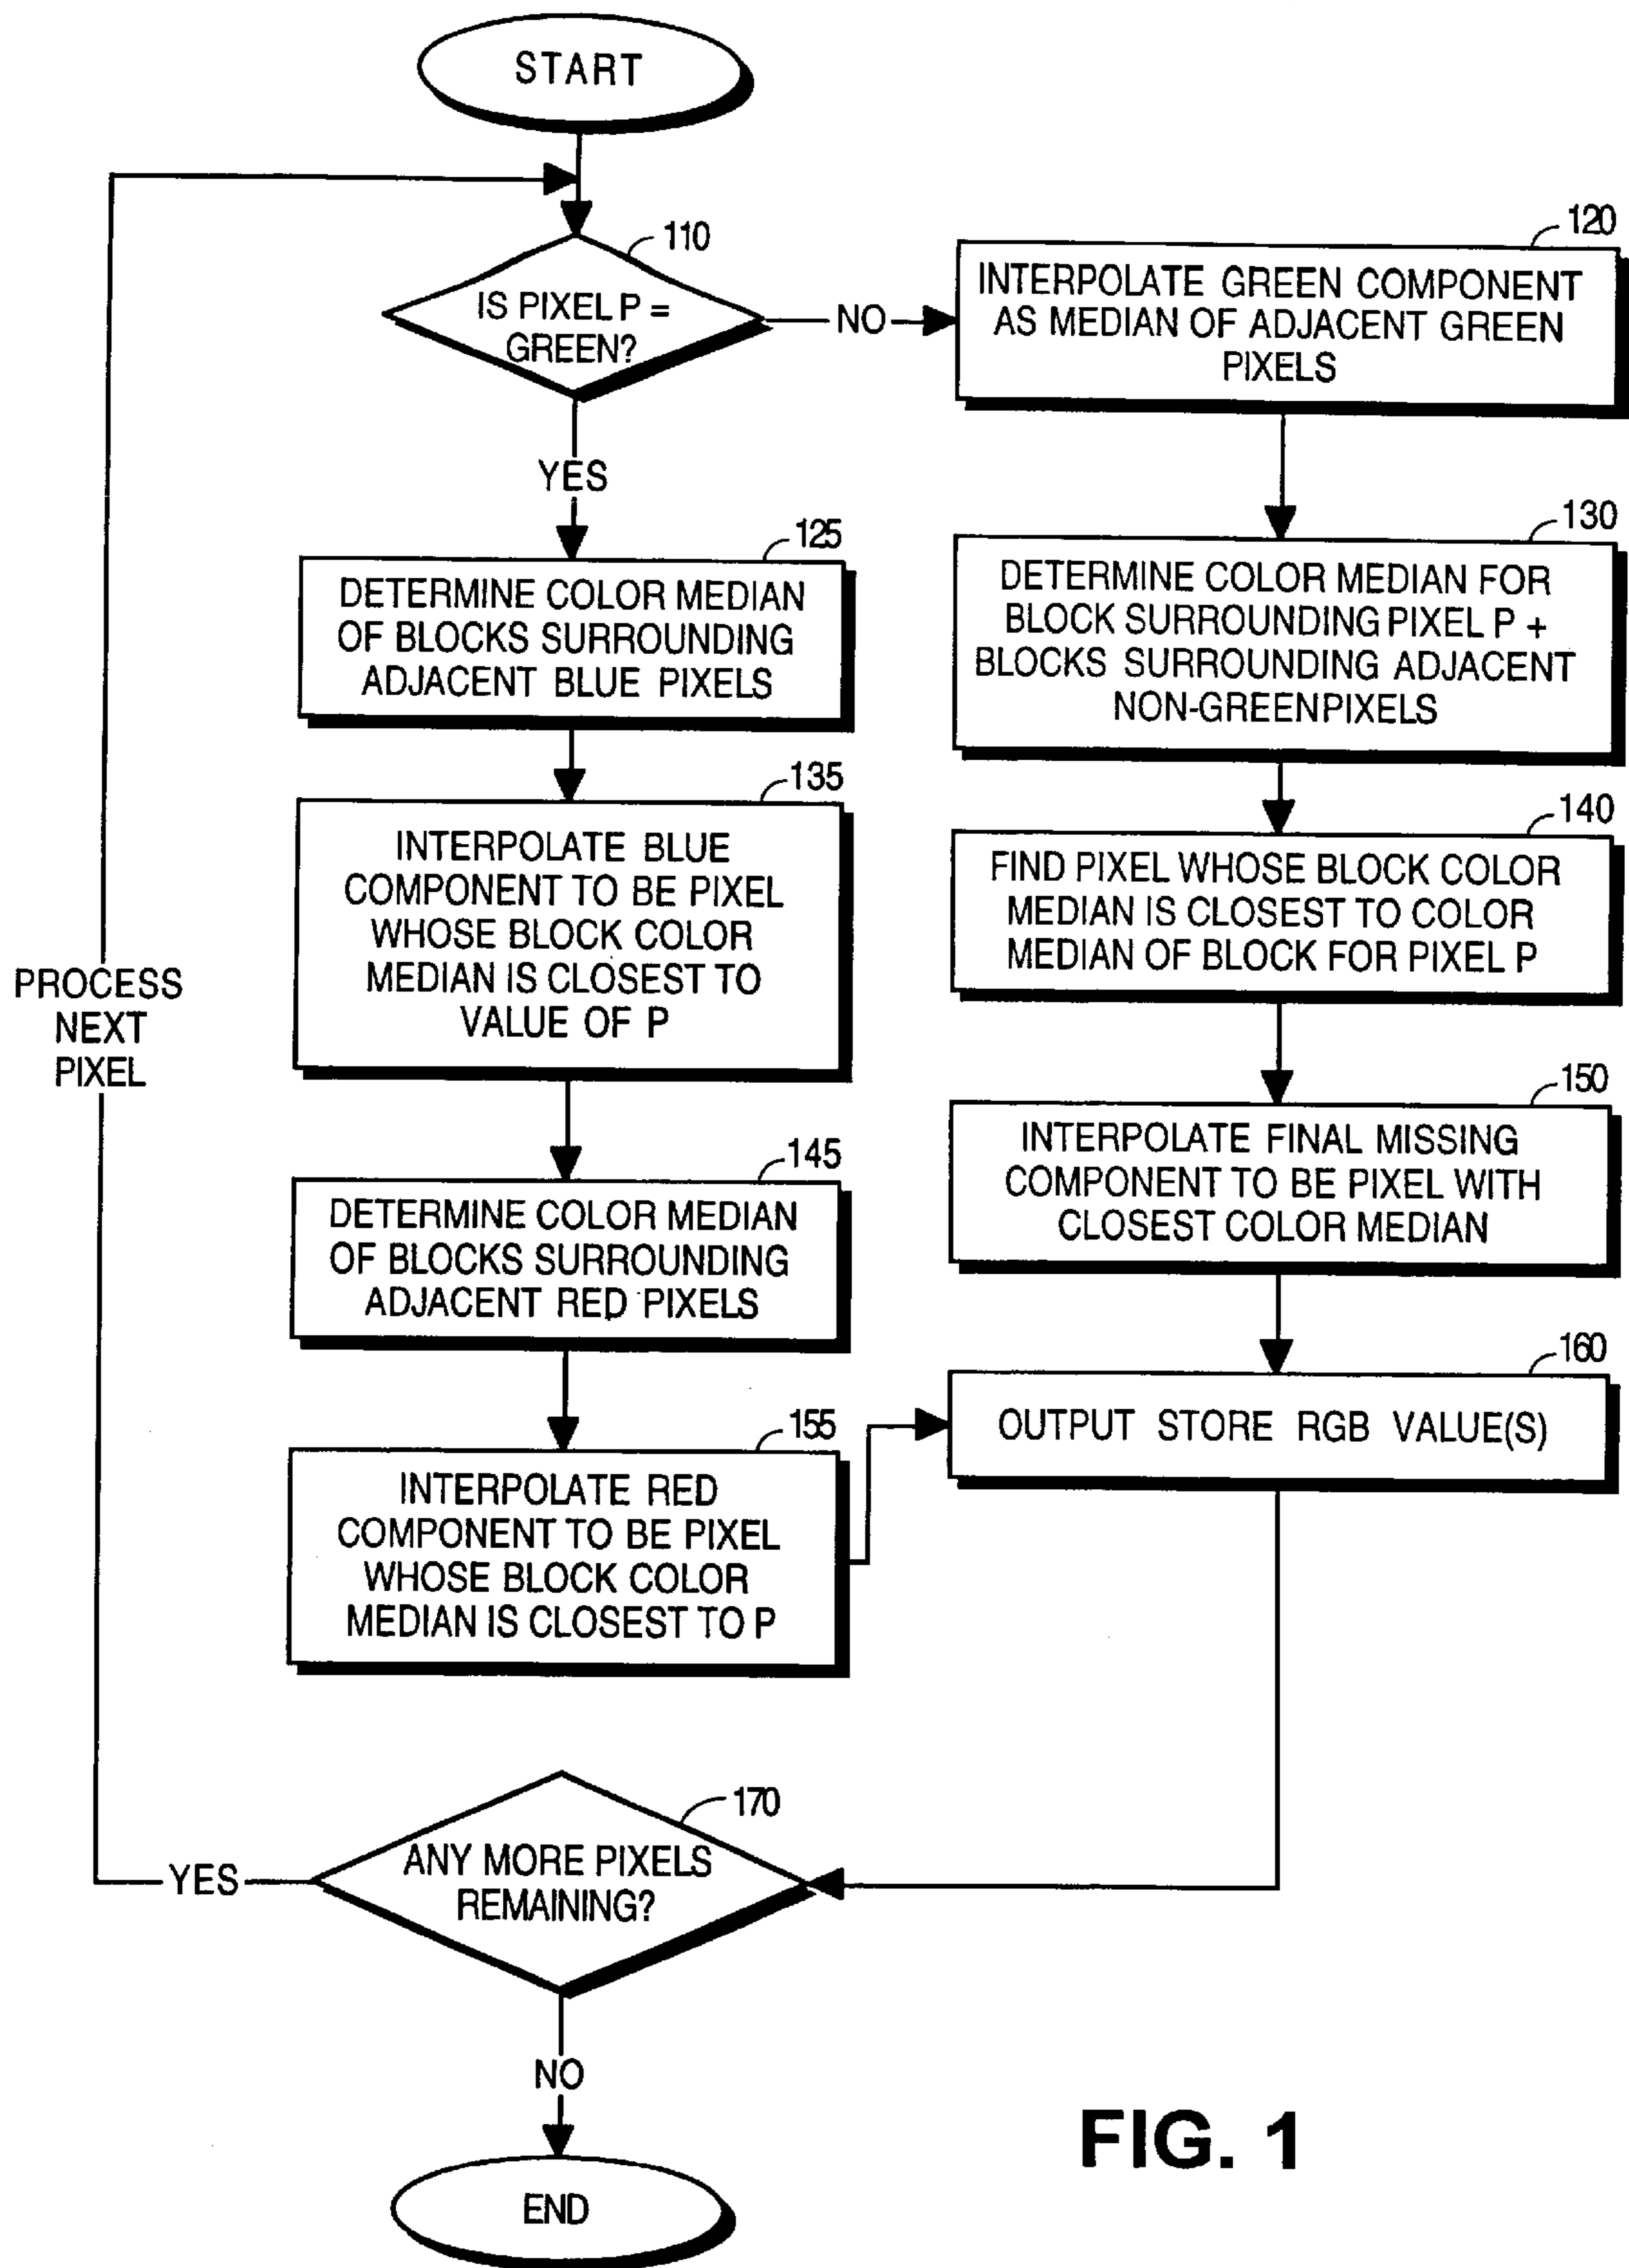 START
110
IS PIXEL P =
GREEN?
NO
120
INTERPOLATE GREEN COMPONENT
AS MEDIAN OF ADJACENT GREEN
PIXELS
YES
125
DETERMINE COLOR MEDIAN
OF BLOCKS SURROUNDING
ADJACENT BLUE PIXELS
130
DETERMINE COLOR MEDIAN FOR
BLOCK SURROUNDING PIXEL P +
BLOCKS SURROUNDING ADJACENT
NON-GREENPIXELS
135
INTERPOLATE BLUE
COMPONENT TO BE PIXEL
WHOSE BLOCK COLOR
MEDIAN IS CLOSEST TO
VALUE OF P
140
FIND PIXEL WHOSE BLOCK COLOR
MEDIAN IS CLOSEST TO COLOR
MEDIAN OF BLOCK FOR PIXEL P
PROCESS
NEXT
PIXEL
145
DETERMINE COLOR MEDIAN
OF BLOCKS SURROUNDING
ADJACENT RED PIXELS
150
INTERPOLATE FINAL MISSING
COMPONENT TO BE PIXEL WITH
CLOSEST COLOR MEDIAN
155
INTERPOLATE RED
COMPONENT TO BE PIXEL
WHOSE BLOCK COLOR
MEDIAN IS CLOSEST TO P
160
OUTPUT STORE RGB VALUE(S)
170
ANY MORE PIXELS
REMAINING?
YES
NO
END
FIG. 1